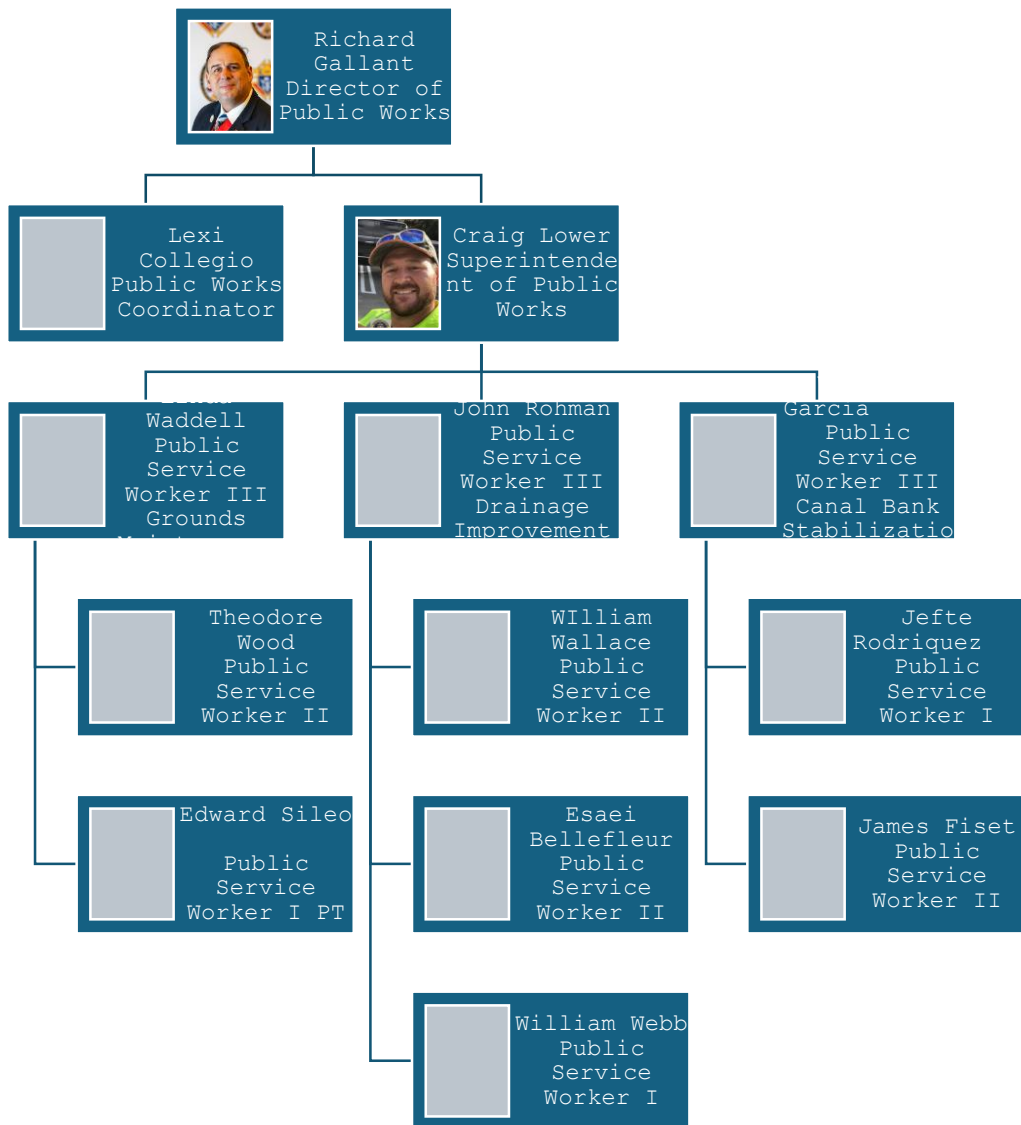 Richard
Gallant
Director of
Public Works
Lexi
Collegio
Public Works
Coordinator
Craig Lower
Superintende
nt of Public
Works
Waddell
Public
Service
Worker III
Grounds
John Rohman
Public
Service
Worker III
Drainage
Improvement
Garcia
Public
Service
Worker III
Canal Bank
Stabilizatio
Theodore
Wood
Public
Service
Worker II
WIlliam
Wallace
Public
Service
Worker II
Jefte
Rodriquez
Public
Service
Worker I
Edward Sileo
Public
Service
Worker I PT
Esaei
Bellefleur
Public
Service
Worker II
James Fiset
Public
Service
Worker II
William Webb
Public
Service
Worker I